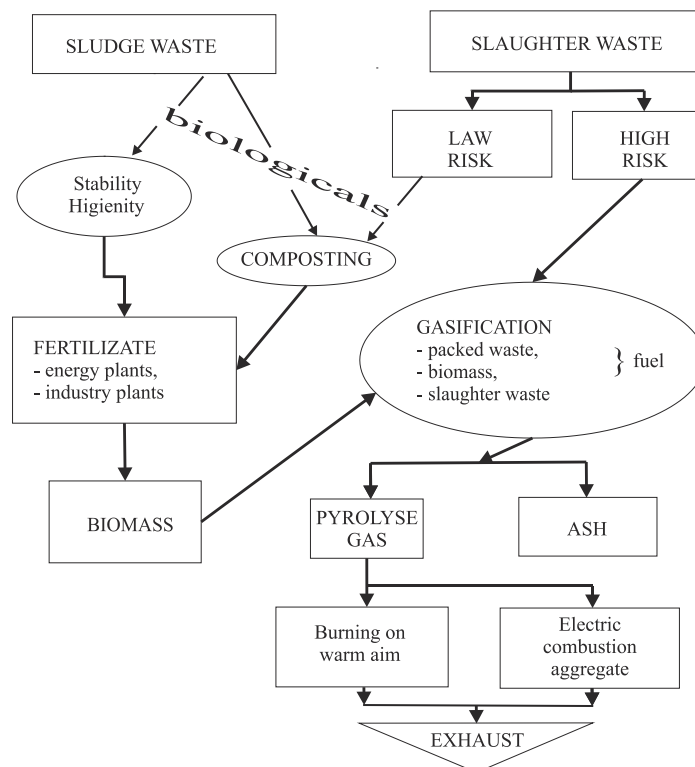 SLUDGE WASTE
SLAUGHTER WASTE
biologicals
LAW
RISK
HIGH
RISK
Stability
Higienity
COMPOSTING
FERTILIZATE
- energy plants,
- industry plants
GASIFICATION
- packed waste,
- biomass,
- slaughter waste
} fuel
BIOMASS
PYROLYSE
GAS
ASH
Burning on
warm aim
Electric
combustion
aggregate
EXHAUST